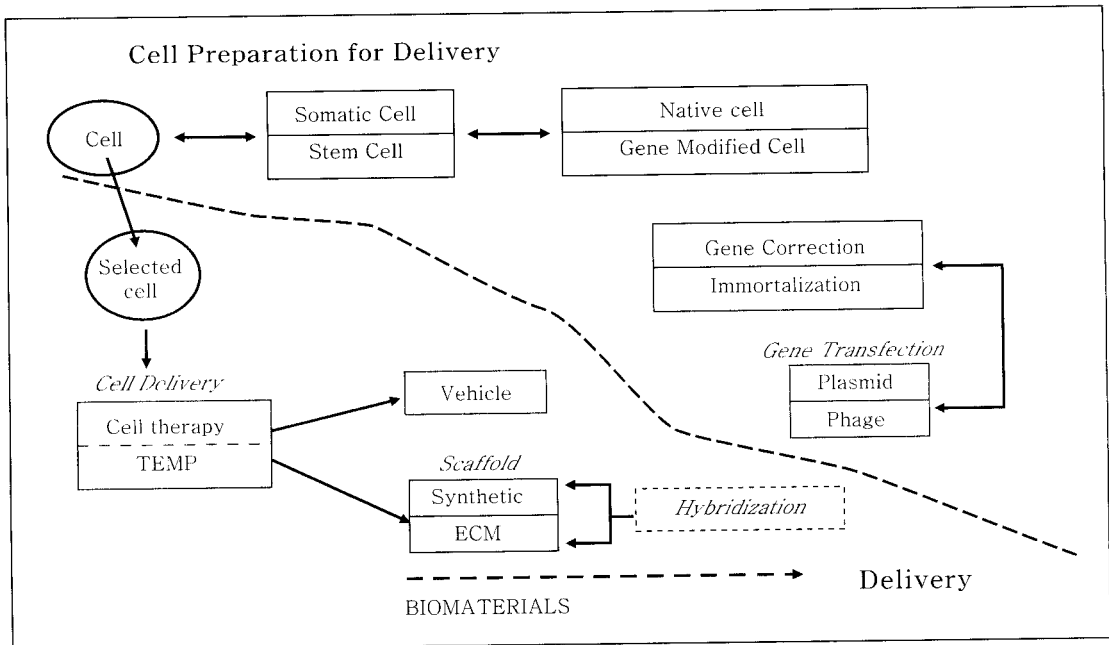 Cell Preparation for Delivery
Cell
Somatic Cell
Stem Cell
Native cell
Gene Modified Cell
Selected
cell
Gene Correction
Immortalization
Gene Transfection
Plasmid
Phage
Cell Delivery
Cell therapy
TEMP
Vehicle
Scaffold
Synthetic
ECM
Hybridization
Delivery
BIOMATERIALS